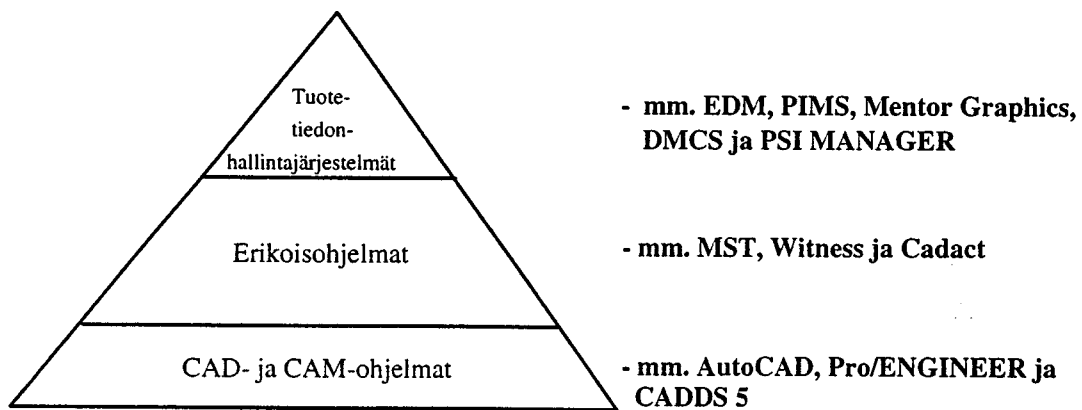 Tuote-
tiedon-
hallintajärjestelmät
- mm. EDM, PIMS, Mentor Graphics,
DMCS ja PSI MANAGER
Erikoisohjelmat
- mm. MST, Witness ja Cadact
CAD- ja CAM-ohjelmat
- mm. AutoCAD, Pro/ENGINEER ja
CADDS 5